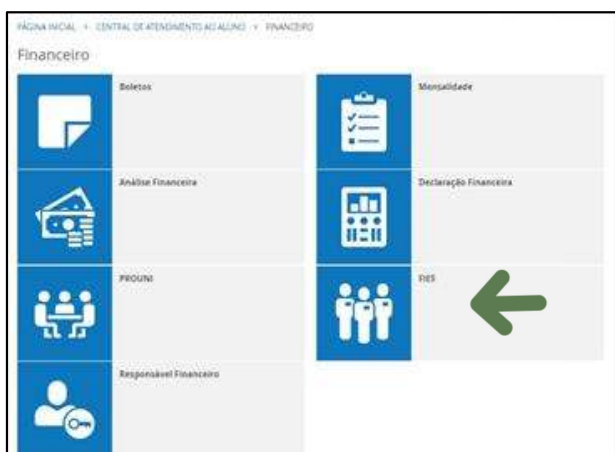 PÁGINA INICIAL > CENTRAL DE ATENDIMENTO AO ALUNO > FINANCEIRO
Financeiro
Boletos
Mensalidade
Análise Financeira
Declaração Financeira
PROUNI
FIES
Responsável Financeiro